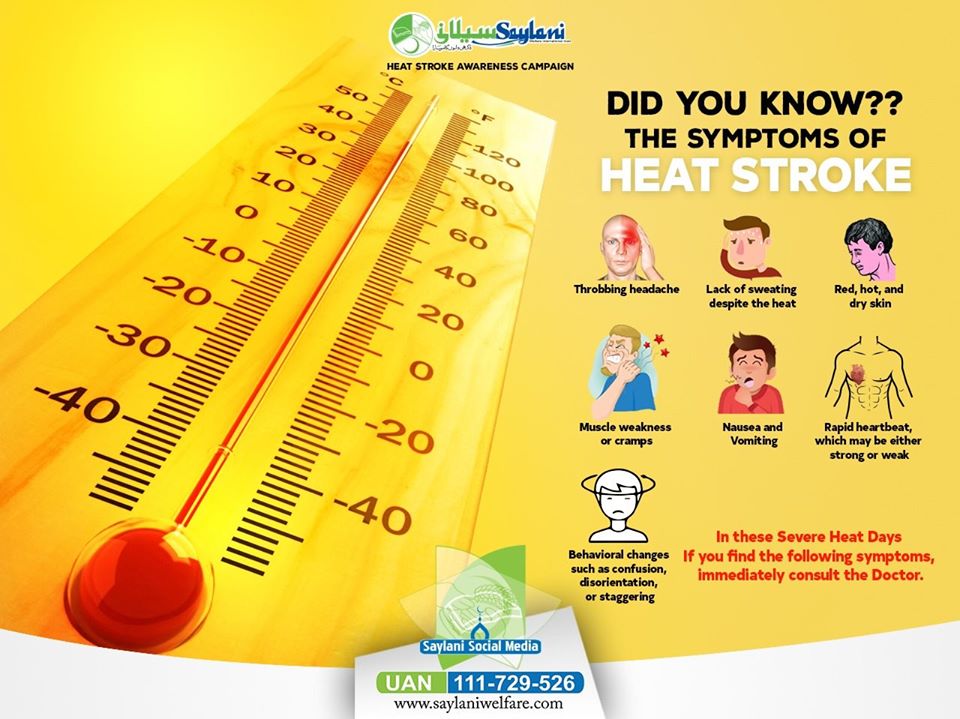 سیلانی Saylani
HEAT STROKE AWARENESS CAMPAIGN
DID YOU KNOW??
THE SYMPTOMS OF
HEAT STROKE
Throbbing headache
Lack of sweating
despite the heat
Red, hot, and
dry skin
Muscle weakness
or cramps
Nausea and
Vomiting
Rapid heartbeat,
which may be either
strong or weak
Behavioral changes
such as confusion,
disorientation,
or staggering
In these Severe Heat Days
If you find the following symptoms,
immediately consult the Doctor.
°C
50
40
30
20
10
0
-10
-20
-30
-40
°F
120
100
80
60
40
20
0
-20
-40
Saylani Social Media
UAN 111-729-526
www.saylaniwelfare.com